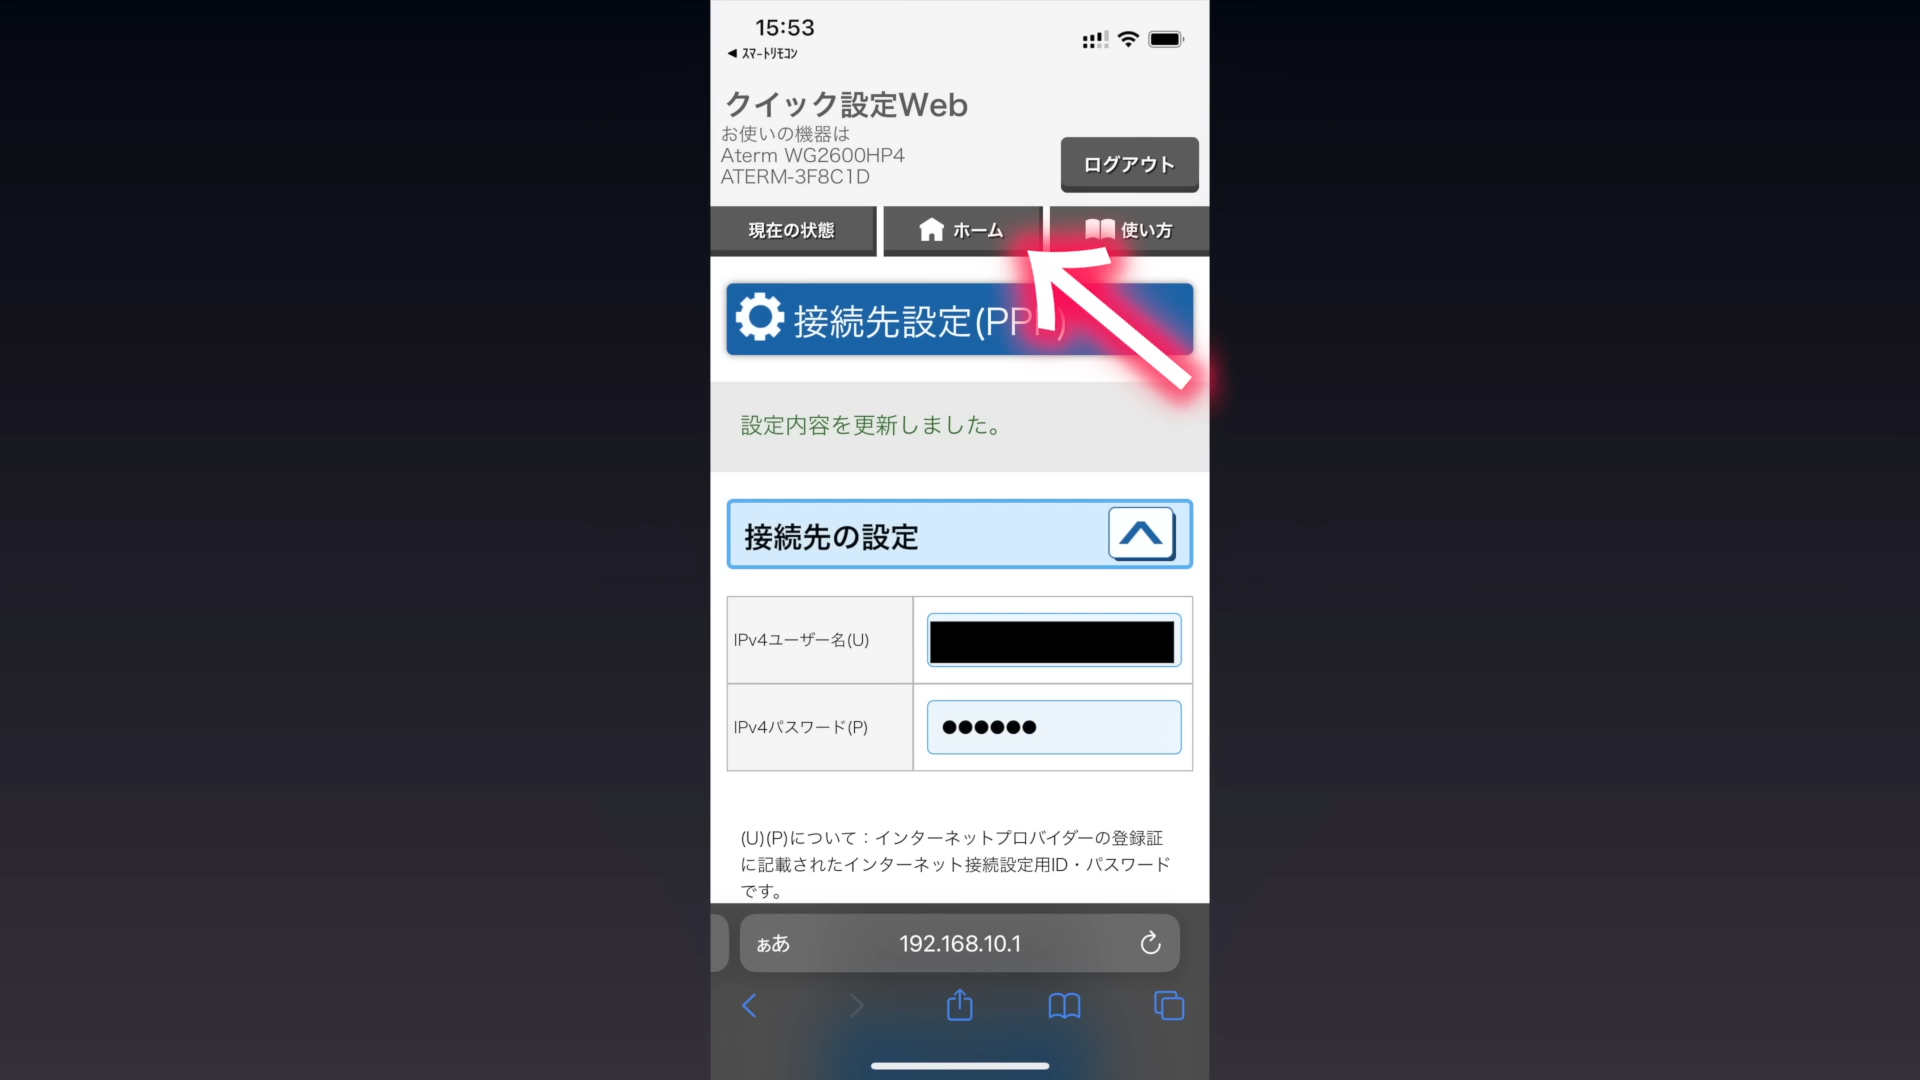 15:53
◀ スマートリモコン
クイック設定Web
お使いの機器は
Aterm WG2600HP4
ATERM-3F8C1D
ログアウト
現在の状態
ホーム
使い方
接続先設定(PP
設定内容を更新しました。
接続先の設定
IPv4ユーザー名(U)
IPv4パスワード(P)
●●●●●●
(U)(P)について：インターネットプロバイダーの登録証
に記載されたインターネット接続設定用ID・パスワード
です。
ぁあ
192.168.10.1